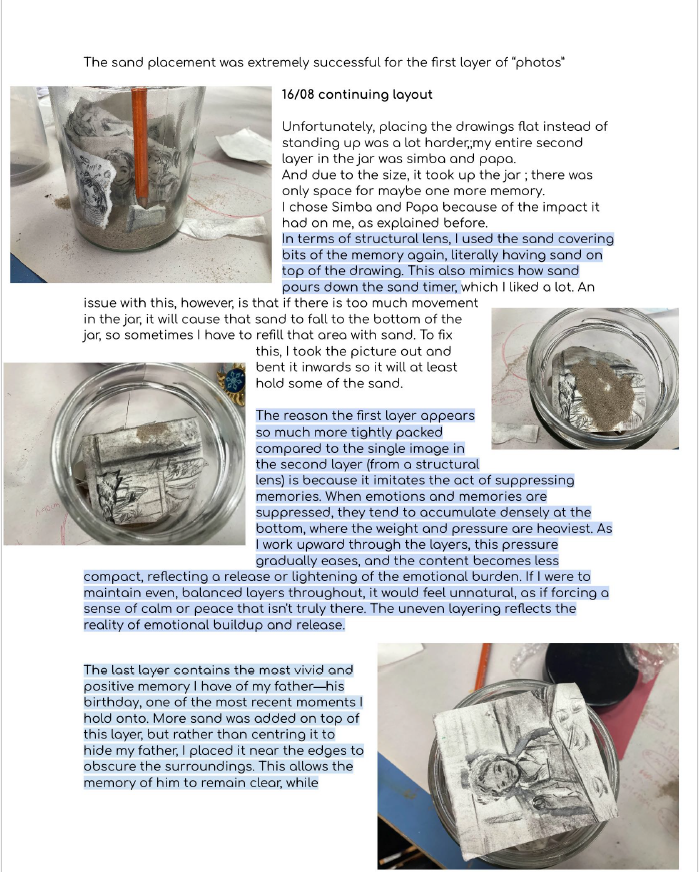 The sand placement was extremely successful for the first layer of “photos”
16/08 continuing layout
Unfortunately, placing the drawings flat instead of
standing up was a lot harder;;my entire second
layer in the jar was simba and papa.
And due to the size, it took up the jar ; there was
only space for maybe one more memory.
I chose Simba and Papa because of the impact it
had on me, as explained before.
In terms of structural lens, I used the sand covering
bits of the memory again, literally having sand on
top of the drawing. This also mimics how sand
pours down the sand timer, which I liked a lot. An
issue with this, however, is that if there is too much movement
in the jar, it will cause that sand to fall to the bottom of the
jar, so sometimes I have to refill that area with sand. To fix
this, I took the picture out and
bent it inwards so it will at least
hold some of the sand.
The reason the first layer appears
so much more tightly packed
compared to the single image in
the second layer (from a structural
lens) is because it imitates the act of suppressing
memories. When emotions and memories are
suppressed, they tend to accumulate densely at the
bottom, where the weight and pressure are heaviest. As
I work upward through the layers, this pressure
gradually eases, and the content becomes less
compact, reflecting a release or lightening of the emotional burden. If I were to
maintain even, balanced layers throughout, it would feel unnatural, as if forcing a
sense of calm or peace that isn't truly there. The uneven layering reflects the
reality of emotional buildup and release.
The last layer contains the most vivid and
positive memory I have of my father—his
birthday, one of the most recent moments I
hold onto. More sand was added on top of
this layer, but rather than centring it to
hide my father, I placed it near the edges to
obscure the surroundings. This allows the
memory of him to remain clear, while